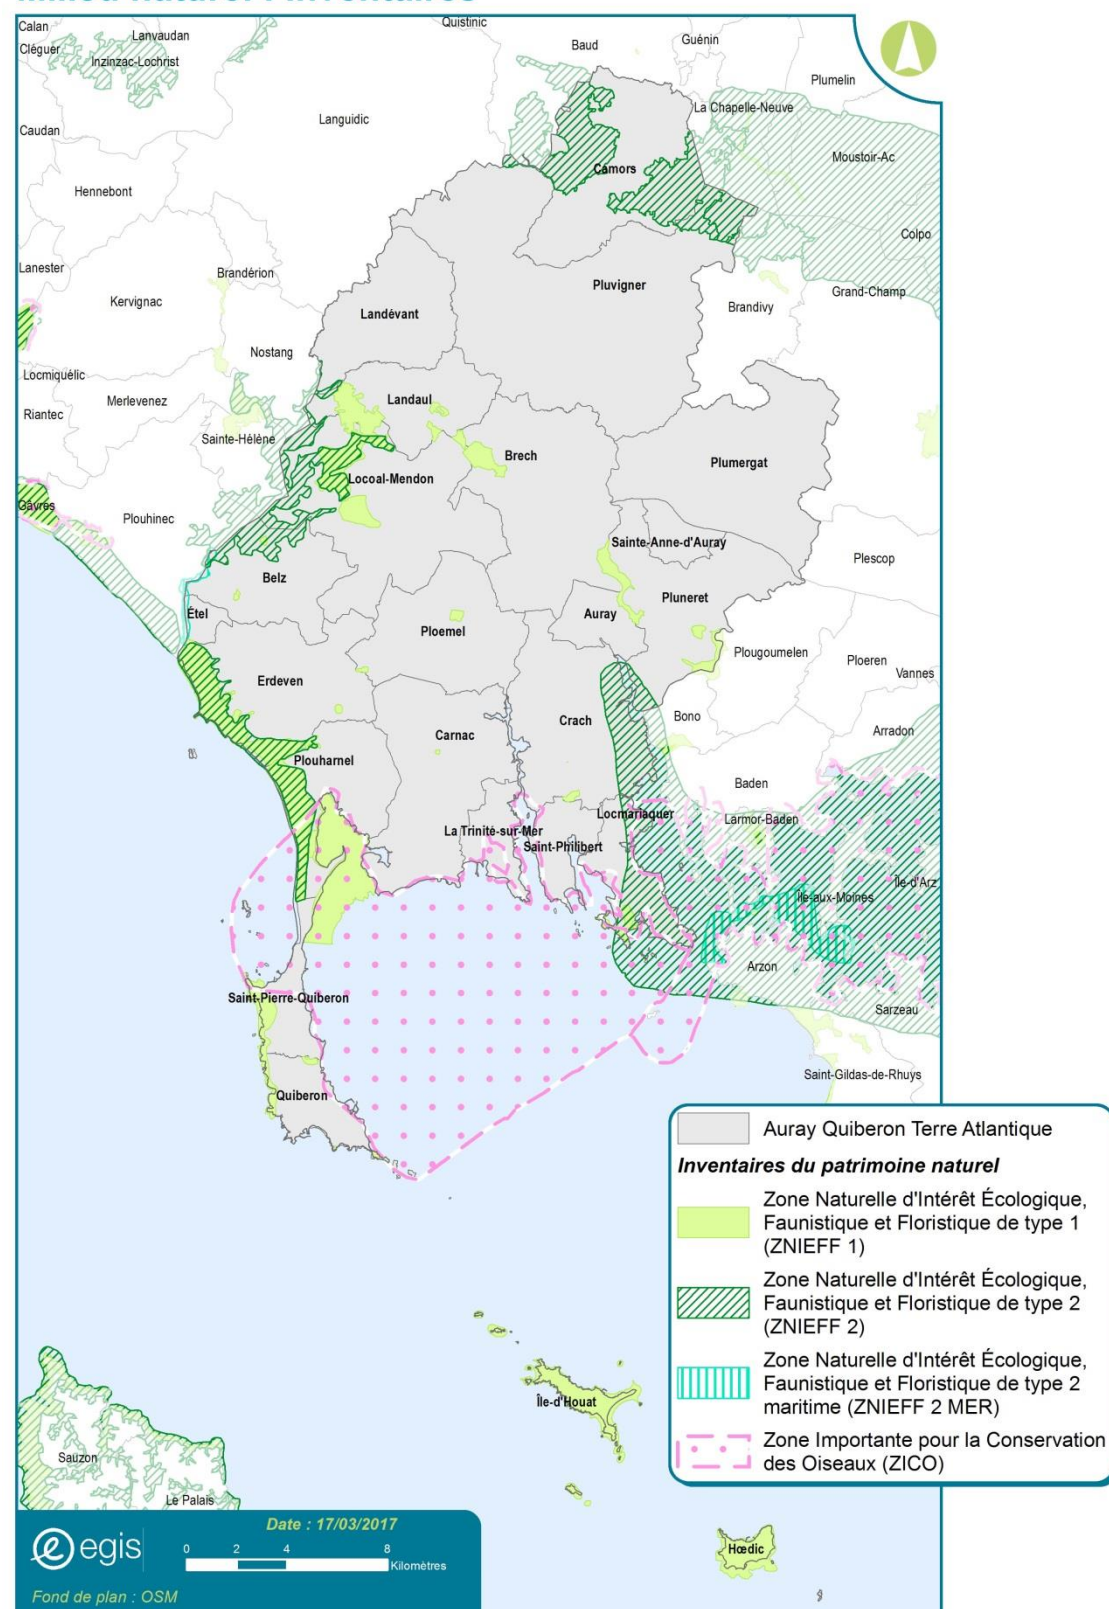 Calan
Lanvaudan
Quistinic
Cléguer
Inzinzac-Lochrist
Baud
Guénin
Plumelin
Languidic
La Chapelle-Neuve
Caudan
Moustoir-Ac
Camors
Hennebont
Colpo
Lanester
Brandérion
Kervignac
Pluvigner
Grand-Champ
Landévant
Brandivy
Nostang
Locmiquélic
Merlevenez
Landaul
Riantec
Sainte-Hélène
Brech
Plumergat
Locoal-Mendon
Gâvres
Plouhinec
Sainte-Anne-d'Auray
Plescop
Belz
Pluneret
Étel
Auray
Ploemel
Plougoumelen
Ploeren
Vannes
Erdeven
Crach
Bono
Arradon
Carnac
Plouharnel
Baden
Locmariaquer
Larmor-Baden
La Trinité-sur-Mer
Saint-Philibert
Île-d'Arz
Île-aux-Moines
Arzon
Saint-Pierre-Quiberon
Sarzeau
Saint-Gildas-de-Rhuys
Quiberon
Île-d'Houat
Sauzon
Le Palais
Hœdic
Auray Quiberon Terre Atlantique
Inventaires du patrimoine naturel
Zone Naturelle d'Intérêt Écologique,
Faunistique et Floristique de type 1
(ZNIEFF 1)
Zone Naturelle d'Intérêt Écologique,
Faunistique et Floristique de type 2
(ZNIEFF 2)
Zone Naturelle d'Intérêt Écologique,
Faunistique et Floristique de type 2
maritime (ZNIEFF 2 MER)
Zone Importante pour la Conservation
des Oiseaux (ZICO)
Date : 17/03/2017
egis
0 2 4 8
Kilomètres
Fond de plan : OSM